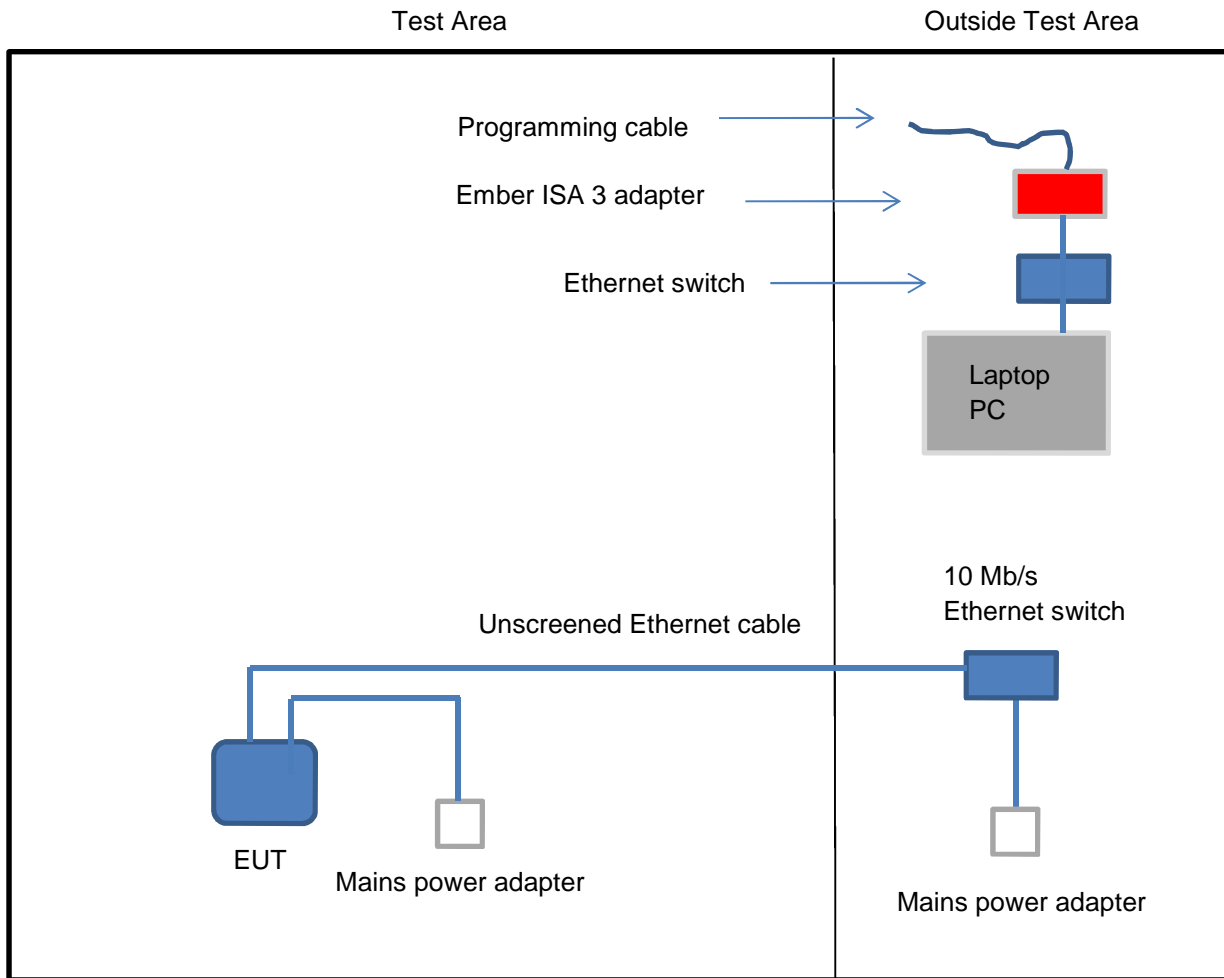 Test Area
Outside Test Area
Programming cable
Ember ISA 3 adapter
Ethernet switch
Laptop
PC
10 Mb/s
Ethernet switch
Unscreened Ethernet cable
EUT
Mains power adapter
Mains power adapter